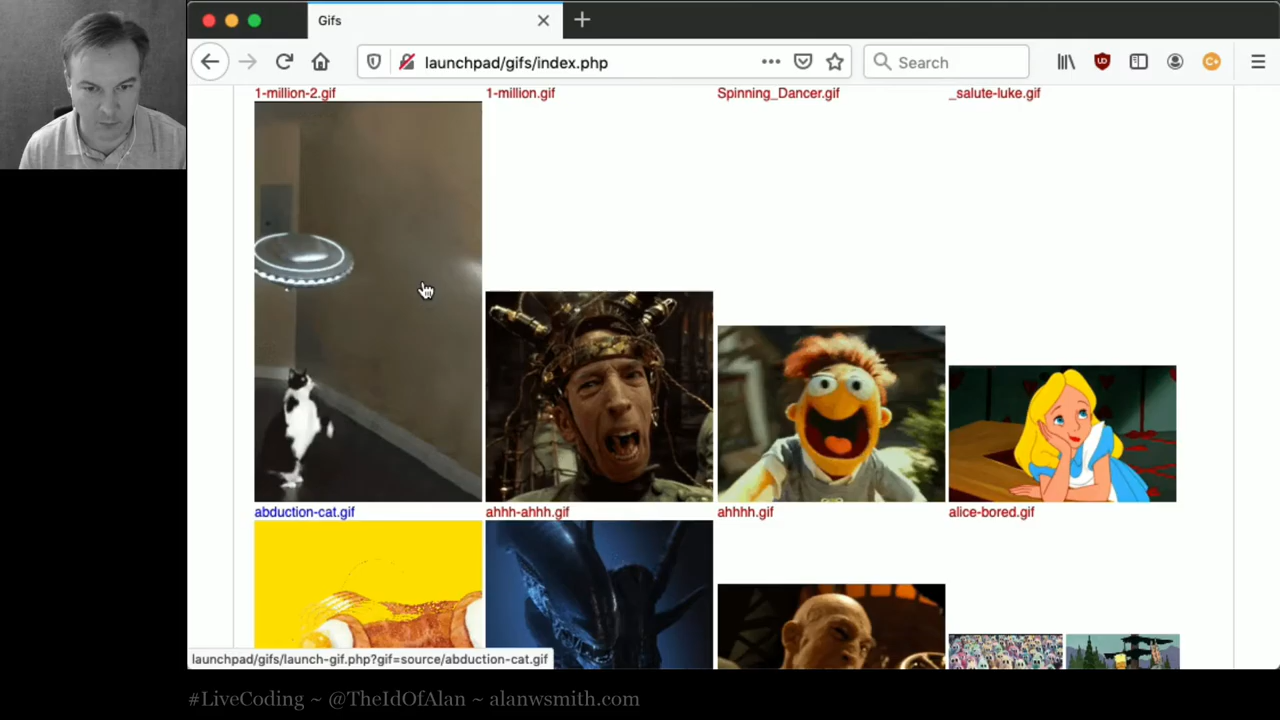 Gifs
launchpad/gifs/index.php
Search
1-million-2.gif
1-million.gif
Spinning_Dancer.gif
_salute-luke.gif
abduction-cat.gif
ahhh-ahhh.gif
ahhhh.gif
alice-bored.gif
launchpad/gifs/launch-gif.php?gif=source/abduction-cat.gif
#LiveCoding ~ @TheIdOfAlan ~ alanwsmith.com